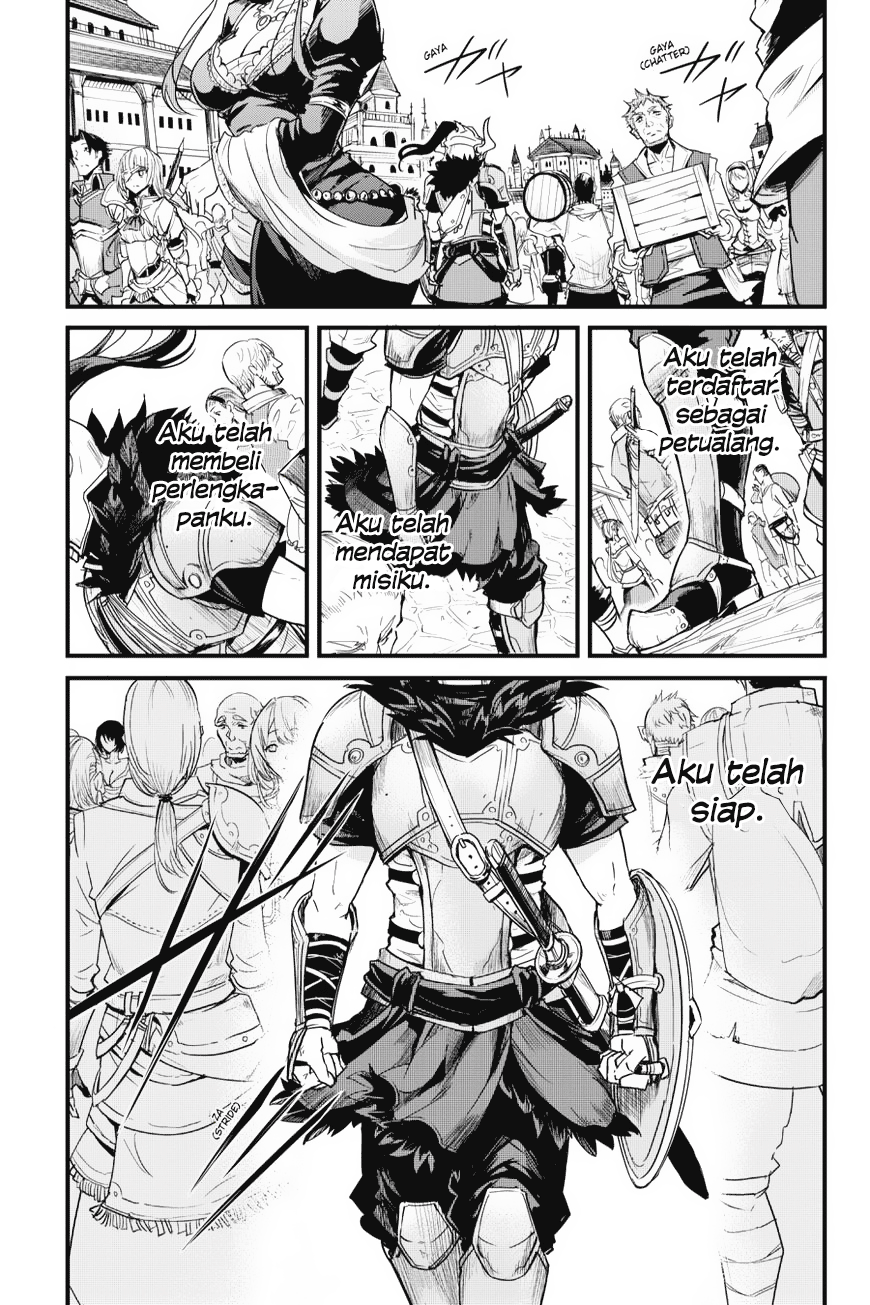 GAYA
ガヤ
GAYA
(CHATTER)
ガヤ
Aku telah
terdaftar
sebagai
petualang.
Aku telah
mendapat
misiku.
Aku telah
membeli
perlengka-
panku.
Aku telah
siap.
ZA
(STRIDE)